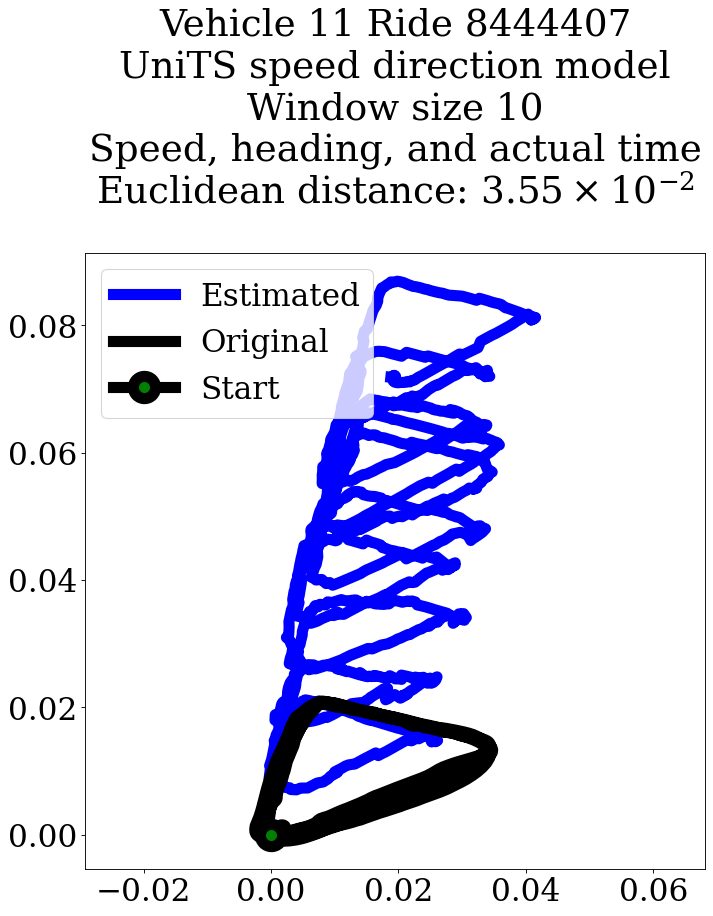 Vehicle 11 Ride 8444407
UniTS speed direction model
Window size 10
Speed, heading, and actual time
Euclidean distance: 3.55 × 10⁻²
Estimated
Original
Start
0.08
0.06
0.04
0.02
0.00
−0.02 0.00 0.02 0.04 0.06